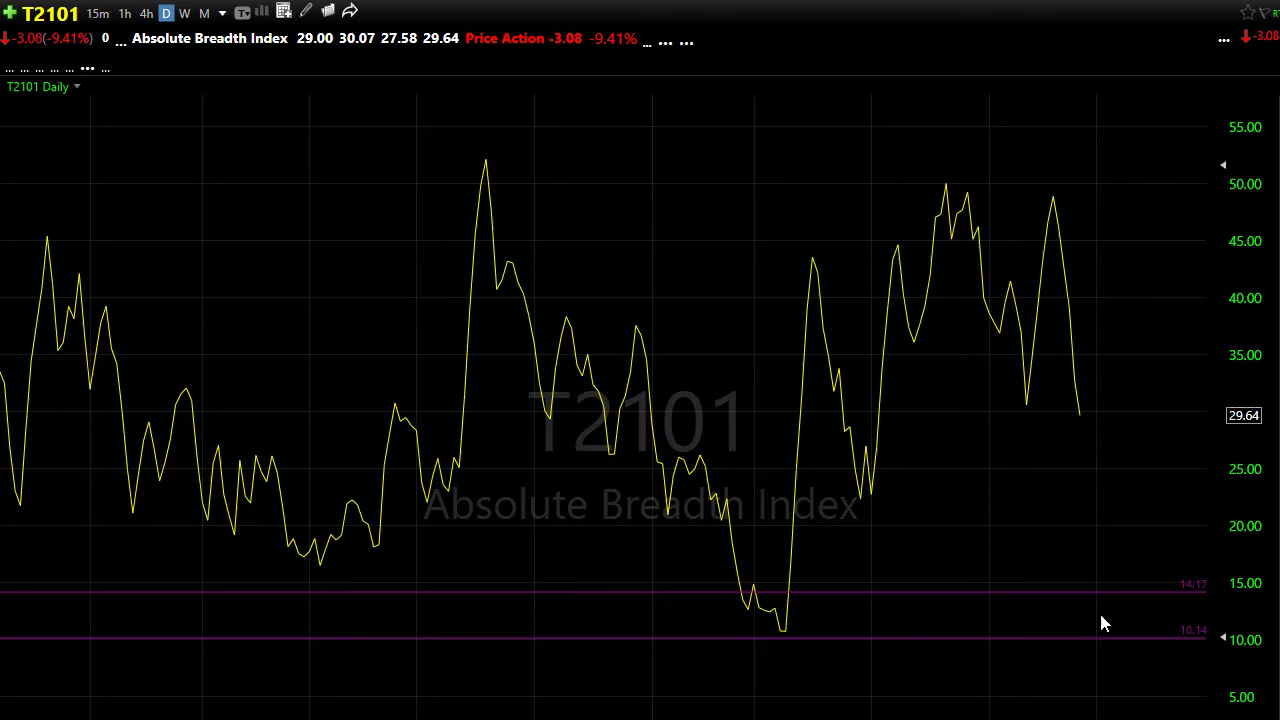 T2101 15m 1h 4h D W M
-3.08(-9.41%) 0 ... Absolute Breadth Index 29.00 30.07 27.58 29.64 Price Action -3.08 -9.41% ... ... ... ... -3.08
... ... ... ... ... ... ...
T2101 Daily
55.00
50.00
45.00
40.00
35.00
T2101
29.64
25.00
Absolute Breadth Index
20.00
14.17
15.00
10.14
10.00
5.00